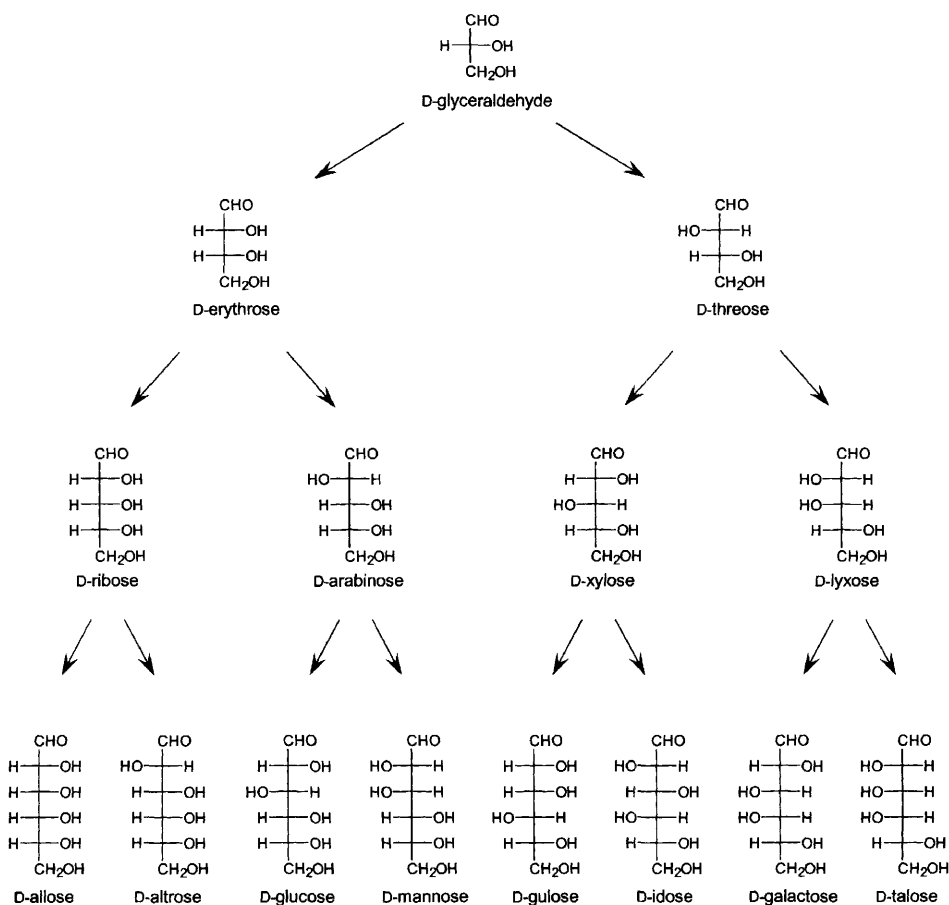 CHO
H OH
CH₂OH
D-glyceraldehyde
CHO
H OH
H OH
CH₂OH
D-erythrose
CHO
HO H
H OH
CH₂OH
D-threose
CHO
H OH
H OH
H OH
CH₂OH
D-ribose
CHO
HO H
H OH
H OH
CH₂OH
D-arabinose
CHO
H OH
HO H
H OH
CH₂OH
D-xylose
CHO
HO H
HO H
H OH
CH₂OH
D-lyxose
CHO
H OH
H OH
H OH
H OH
CH₂OH
D-allose
CHO
HO H
H OH
H OH
H OH
CH₂OH
D-altrose
CHO
H OH
HO H
H OH
H OH
CH₂OH
D-glucose
CHO
HO H
HO H
H OH
H OH
CH₂OH
D-mannose
CHO
H OH
H OH
HO H
H OH
CH₂OH
D-gulose
CHO
HO H
H OH
HO H
H OH
CH₂OH
D-idose
CHO
H OH
HO H
HO H
H OH
CH₂OH
D-galactose
CHO
HO H
HO H
HO H
H OH
CH₂OH
D-talose